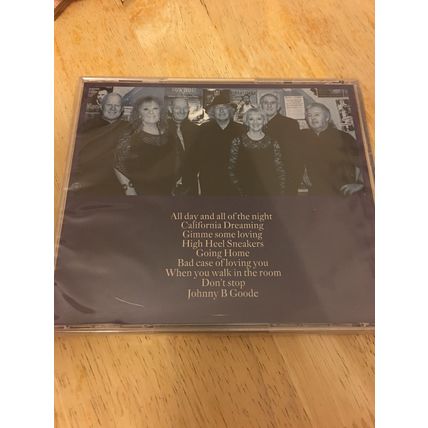 All day and all of the night
California Dreaming
Gimme some loving
High Heel Sneakers
Going Home
Bad case of loving you
When you walk in the room
Don't stop
Johnny B Goode